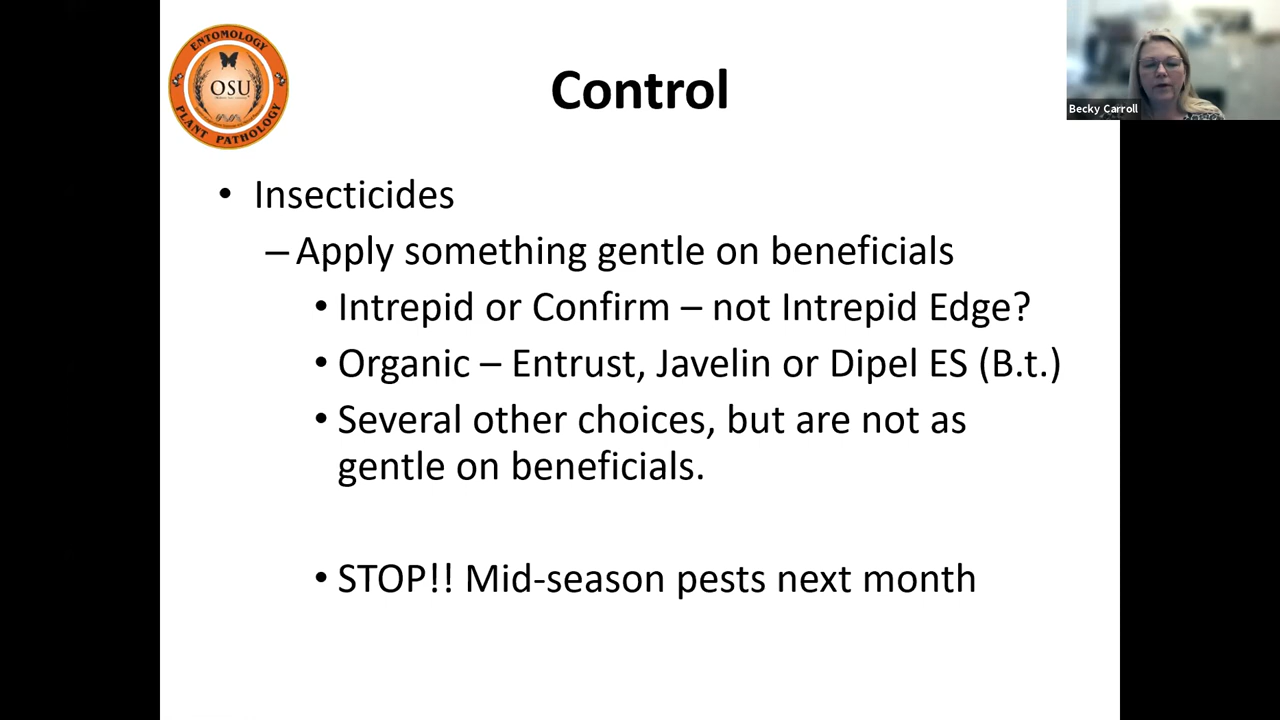 ENTOMOLOGY
OSU
PLANT PATHOLOGY
Control
Becky Carroll
• Insecticides
– Apply something gentle on beneficials
• Intrepid or Confirm – not Intrepid Edge?
• Organic – Entrust, Javelin or Dipel ES (B.t.)
• Several other choices, but are not as
gentle on beneficials.
• STOP!! Mid-season pests next month